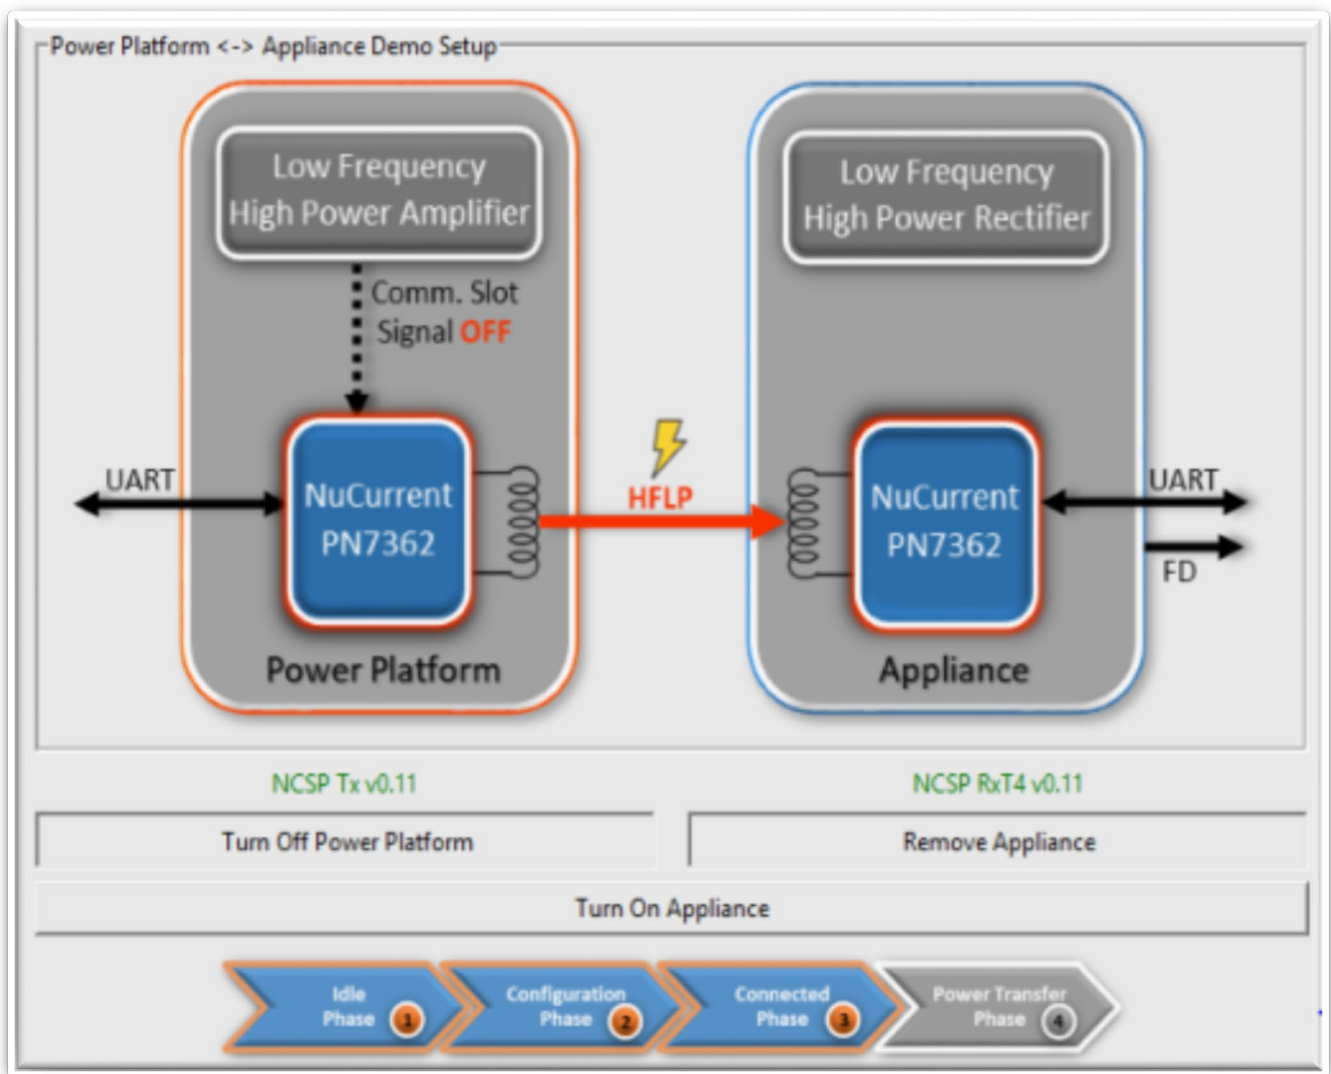 Power Platform <-> Appliance Demo Setup
Low Frequency
High Power Amplifier
Comm. Slot
Signal OFF
UART
NuCurrent
PN7362
Power Platform
HFLP
Low Frequency
High Power Rectifier
NuCurrent
PN7362
UART
FD
Appliance
NCSP Tx v0.11
NCSP RxT4 v0.11
Turn Off Power Platform
Remove Appliance
Turn On Appliance
Idle
Phase 1
Configuration
Phase 2
Connected
Phase 3
Power Transfer
Phase 4